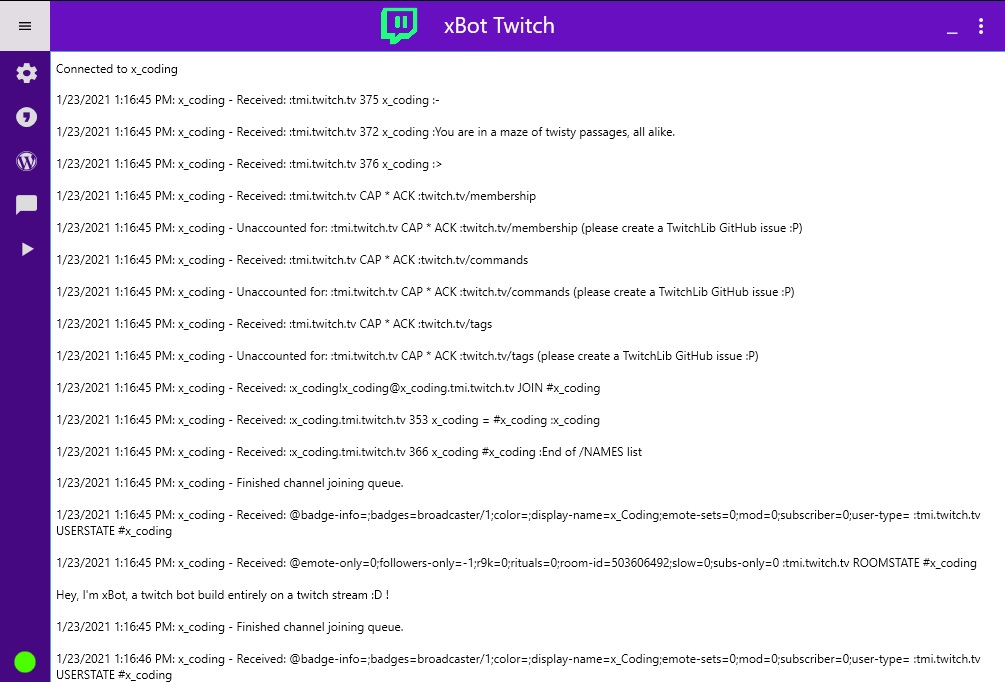 xBot Twitch
Connected to x_coding
1/23/2021 1:16:45 PM: x_coding - Received: :tmi.twitch.tv 375 x_coding :-
1/23/2021 1:16:45 PM: x_coding - Received: :tmi.twitch.tv 372 x_coding :You are in a maze of twisty passages, all alike.
1/23/2021 1:16:45 PM: x_coding - Received: :tmi.twitch.tv 376 x_coding :>
1/23/2021 1:16:45 PM: x_coding - Received: :tmi.twitch.tv CAP * ACK :twitch.tv/membership
1/23/2021 1:16:45 PM: x_coding - Unaccounted for: :tmi.twitch.tv CAP * ACK :twitch.tv/membership (please create a TwitchLib GitHub issue :P)
1/23/2021 1:16:45 PM: x_coding - Received: :tmi.twitch.tv CAP * ACK :twitch.tv/commands
1/23/2021 1:16:45 PM: x_coding - Unaccounted for: :tmi.twitch.tv CAP * ACK :twitch.tv/commands (please create a TwitchLib GitHub issue :P)
1/23/2021 1:16:45 PM: x_coding - Received: :tmi.twitch.tv CAP * ACK :twitch.tv/tags
1/23/2021 1:16:45 PM: x_coding - Unaccounted for: :tmi.twitch.tv CAP * ACK :twitch.tv/tags (please create a TwitchLib GitHub issue :P)
1/23/2021 1:16:45 PM: x_coding - Received: :x_coding!x_coding@x_coding.tmi.twitch.tv JOIN #x_coding
1/23/2021 1:16:45 PM: x_coding - Received: :x_coding.tmi.twitch.tv 353 x_coding = #x_coding :x_coding
1/23/2021 1:16:45 PM: x_coding - Received: :x_coding.tmi.twitch.tv 366 x_coding #x_coding :End of /NAMES list
1/23/2021 1:16:45 PM: x_coding - Finished channel joining queue.
1/23/2021 1:16:45 PM: x_coding - Received: @badge-info=;badges=broadcaster/1;color=;display-name=x_Coding;emote-sets=0;mod=0;subscriber=0;user-type= :tmi.twitch.tv
USERSTATE #x_coding
1/23/2021 1:16:45 PM: x_coding - Received: @emote-only=0;followers-only=-1;r9k=0;rituals=0;room-id=503606492;slow=0;subs-only=0 :tmi.twitch.tv ROOMSTATE #x_coding
Hey, I'm xBot, a twitch bot build entirely on a twitch stream :D !
1/23/2021 1:16:45 PM: x_coding - Finished channel joining queue.
1/23/2021 1:16:46 PM: x_coding - Received: @badge-info=;badges=broadcaster/1;color=;display-name=x_Coding;emote-sets=0;mod=0;subscriber=0;user-type= :tmi.twitch.tv
USERSTATE #x_coding